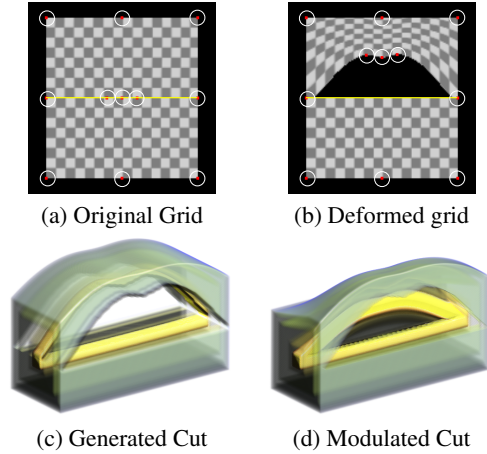 (a) Original Grid
(b) Deformed grid
(c) Generated Cut
(d) Modulated Cut